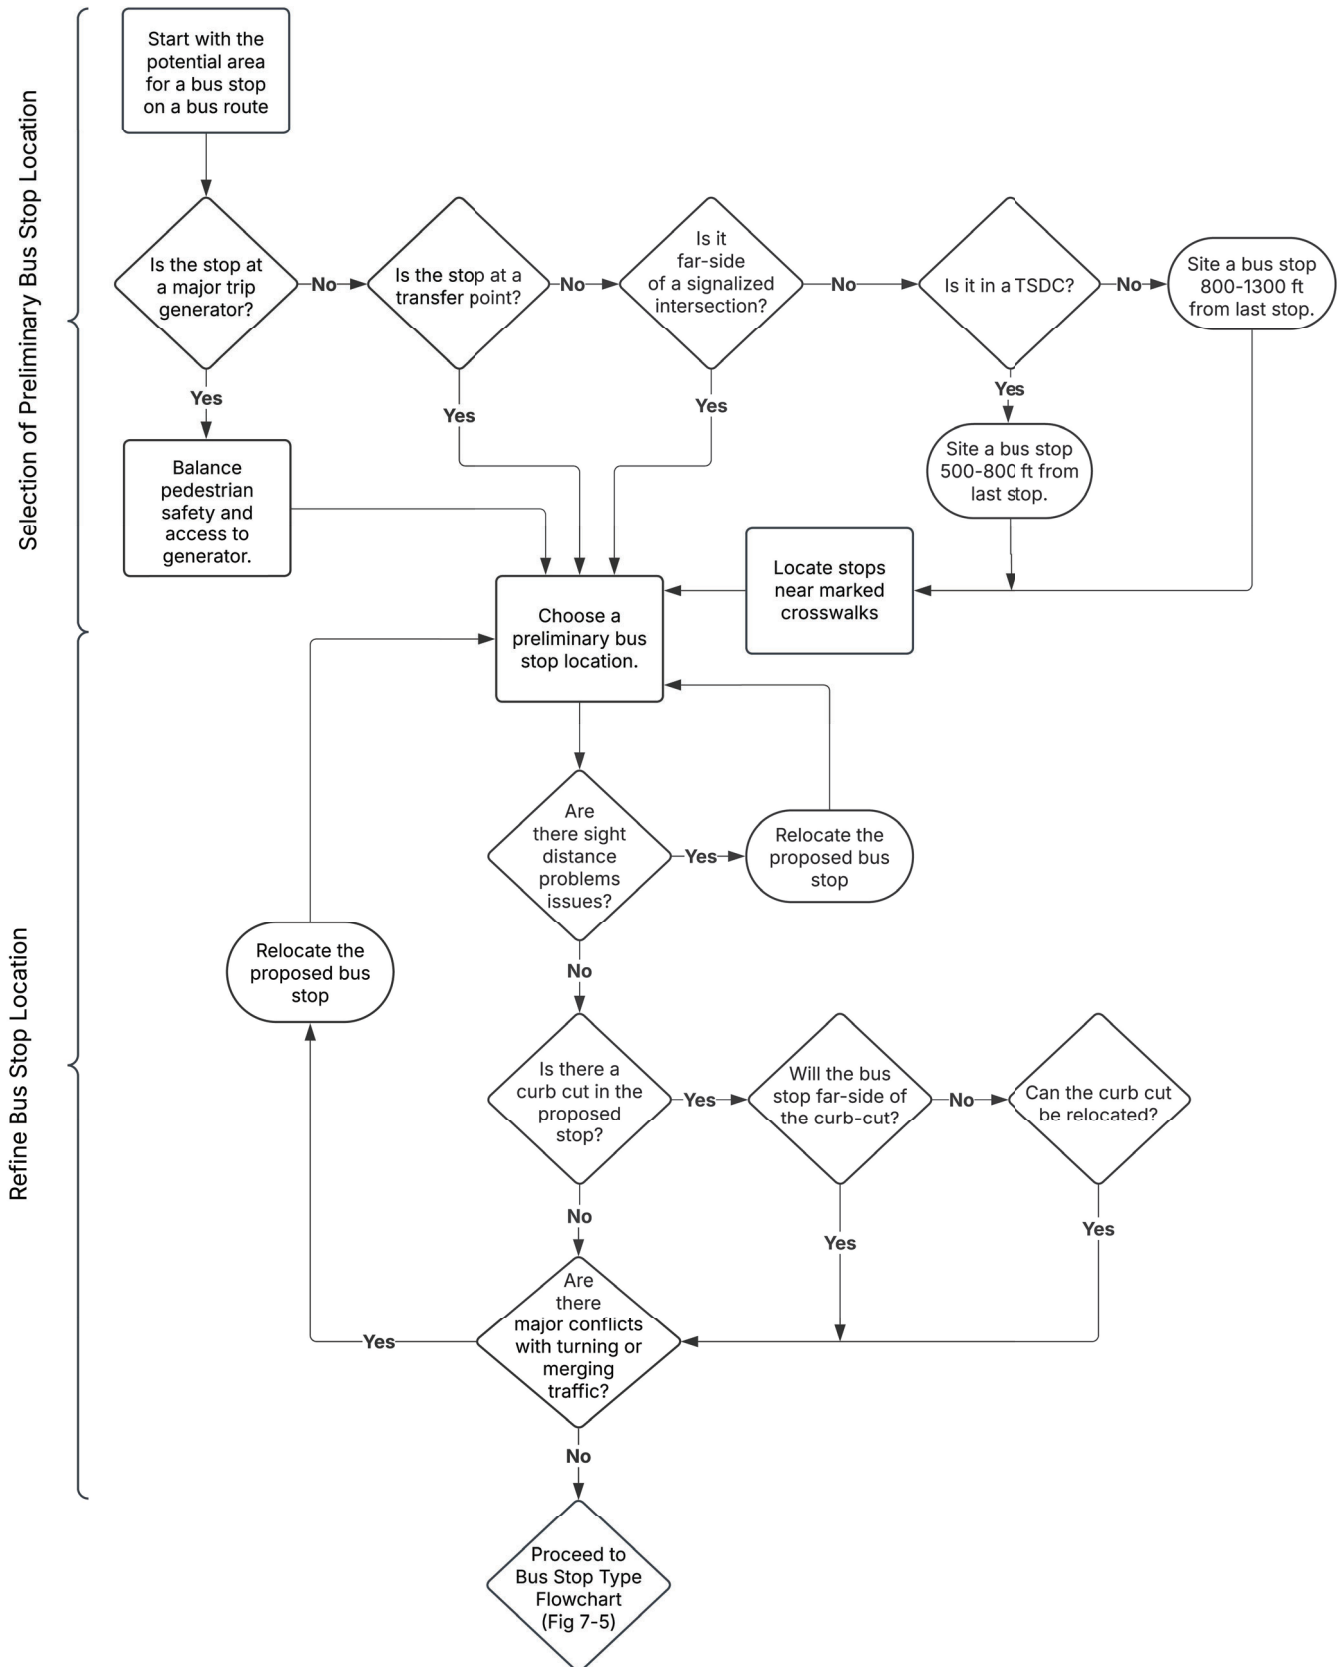 Selection of Preliminary Bus Stop Location
Start with the
potential area
for a bus stop
on a bus route
Is the stop at
a major trip
generator?
No
Is the stop at a
transfer point?
No
Is it
far-side
of a signalized
intersection?
No
Is it in a TSDC?
No
Site a bus stop
800-1300 ft
from last stop.
Yes
Yes
Yes
Yes
Balance
pedestrian
safety and
access to
generator.
Site a bus stop
500-800 ft from
last stop.
Locate stops
near marked
crosswalks
Choose a
preliminary bus
stop location.
Refine Bus Stop Location
Are
there sight
distance
problems
issues?
Yes
Relocate the
proposed bus
stop
Relocate the
proposed bus
stop
No
Is there a
curb cut in the
proposed
stop?
Yes
Will the bus
stop far-side of
the curb-cut?
No
Can the curb cut
be relocated?
No
Yes
Yes
Are
there
major conflicts
with turning or
merging
traffic?
Yes
No
Proceed to
Bus Stop Type
Flowchart
(Fig 7-5)